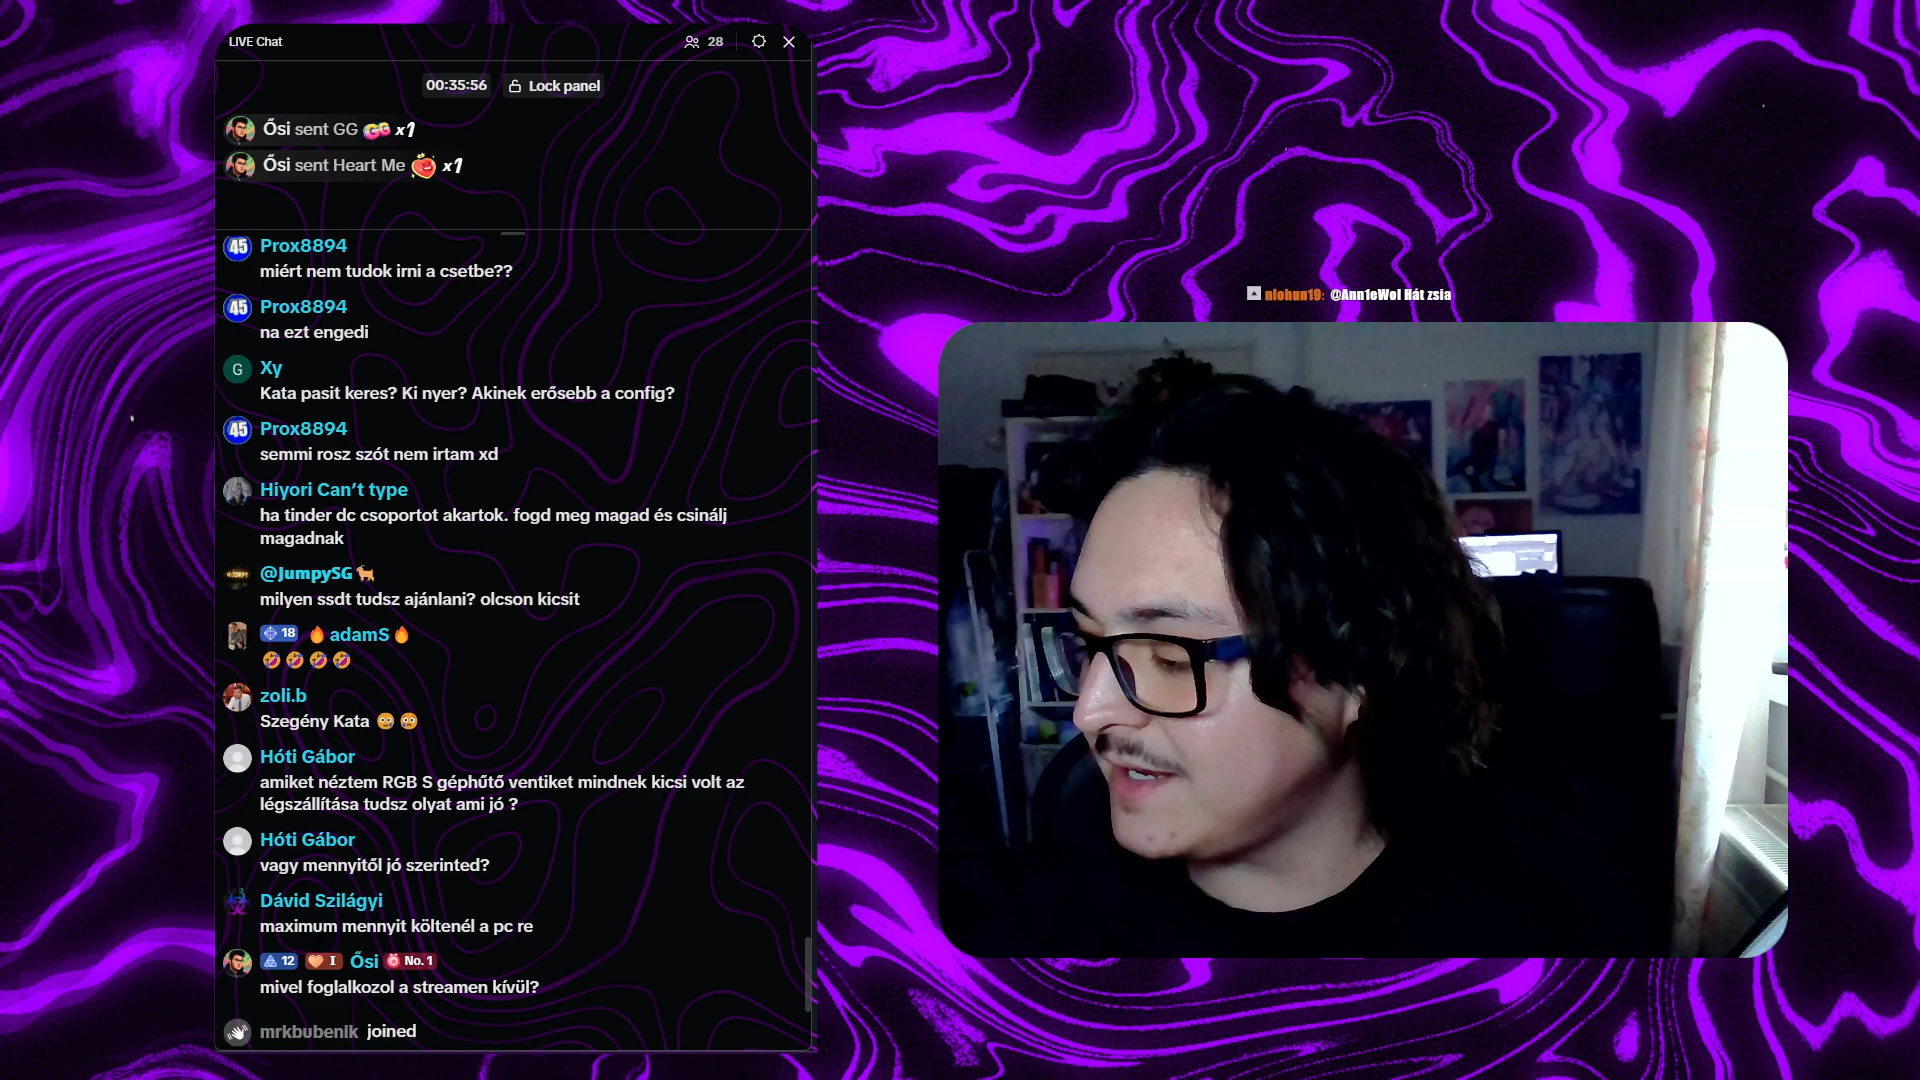 LIVE Chat
28
00:35:56
Lock panel
Ősi sent GG GG x1
Ősi sent Heart Me x1
45 Prox8894
miért nem tudok irni a csetbe??
45 Prox8894
na ezt engedi
G Xy
Kata pasit keres? Ki nyer? Akinek erősebb a config?
45 Prox8894
semmi rosz szót nem irtam xd
Hiyori Can't type
ha tinder dc csoportot akartok. fogd meg magad és csinálj
magadnak
@JumpySG🐕
milyen ssdt tudsz ajánlani? olcson kicsit
18 🔥adamS🔥
🤣🤣🤣🤣
zoli.b
Szegény Kata 🥹😳
Hóti Gábor
amiket néztem RGB S géphűtő ventiket mindnek kicsi volt az
légszállítása tudsz olyat ami jó ?
Hóti Gábor
vagy mennyitől jó szerinted?
Dávid Szilágyi
maximum mennyit költenél a pc re
12 I Ősi No. 1
mivel foglalkozol a streamen kívül?
mrkbubenik joined
niohun19: @Ann1eWol Hát zsia